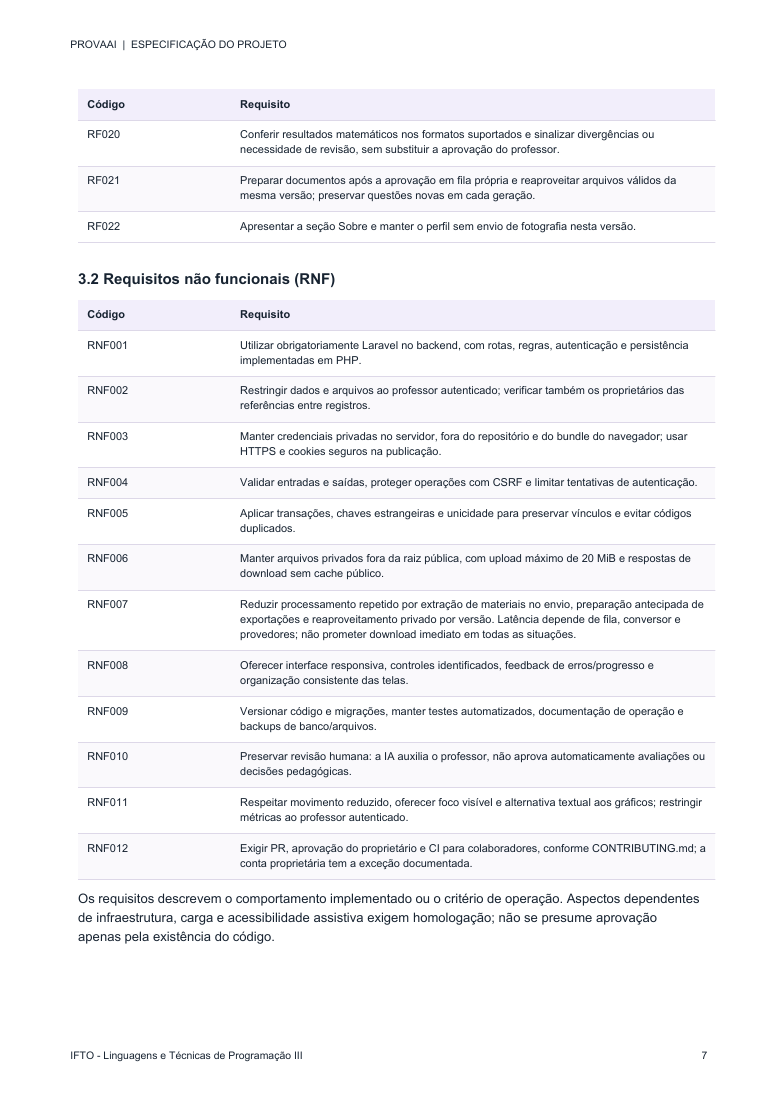 PROVAAI | ESPECIFICAÇÃO DO PROJETO
Código Requisito
RF020 Conferir resultados matemáticos nos formatos suportados e sinalizar divergências ou
necessidade de revisão, sem substituir a aprovação do professor.
RF021 Preparar documentos após a aprovação em fila própria e reaproveitar arquivos válidos da
mesma versão; preservar questões novas em cada geração.
RF022 Apresentar a seção Sobre e manter o perfil sem envio de fotografia nesta versão.
3.2 Requisitos não funcionais (RNF)
Código Requisito
RNF001 Utilizar obrigatoriamente Laravel no backend, com rotas, regras, autenticação e persistência
implementadas em PHP.
RNF002 Restringir dados e arquivos ao professor autenticado; verificar também os proprietários das
referências entre registros.
RNF003 Manter credenciais privadas no servidor, fora do repositório e do bundle do navegador; usar
HTTPS e cookies seguros na publicação.
RNF004 Validar entradas e saídas, proteger operações com CSRF e limitar tentativas de autenticação.
RNF005 Aplicar transações, chaves estrangeiras e unicidade para preservar vínculos e evitar códigos
duplicados.
RNF006 Manter arquivos privados fora da raiz pública, com upload máximo de 20 MiB e respostas de
download sem cache público.
RNF007 Reduzir processamento repetido por extração de materiais no envio, preparação antecipada de
exportações e reaproveitamento privado por versão. Latência depende de fila, conversor e
provedores; não prometer download imediato em todas as situações.
RNF008 Oferecer interface responsiva, controles identificados, feedback de erros/progresso e
organização consistente das telas.
RNF009 Versionar código e migrações, manter testes automatizados, documentação de operação e
backups de banco/arquivos.
RNF010 Preservar revisão humana: a IA auxilia o professor, não aprova automaticamente avaliações ou
decisões pedagógicas.
RNF011 Respeitar movimento reduzido, oferecer foco visível e alternativa textual aos gráficos; restringir
métricas ao professor autenticado.
RNF012 Exigir PR, aprovação do proprietário e CI para colaboradores, conforme CONTRIBUTING.md; a
conta proprietária tem a exceção documentada.
Os requisitos descrevem o comportamento implementado ou o critério de operação. Aspectos dependentes
de infraestrutura, carga e acessibilidade assistiva exigem homologação; não se presume aprovação
apenas pela existência do código.
IFTO - Linguagens e Técnicas de Programação III 7